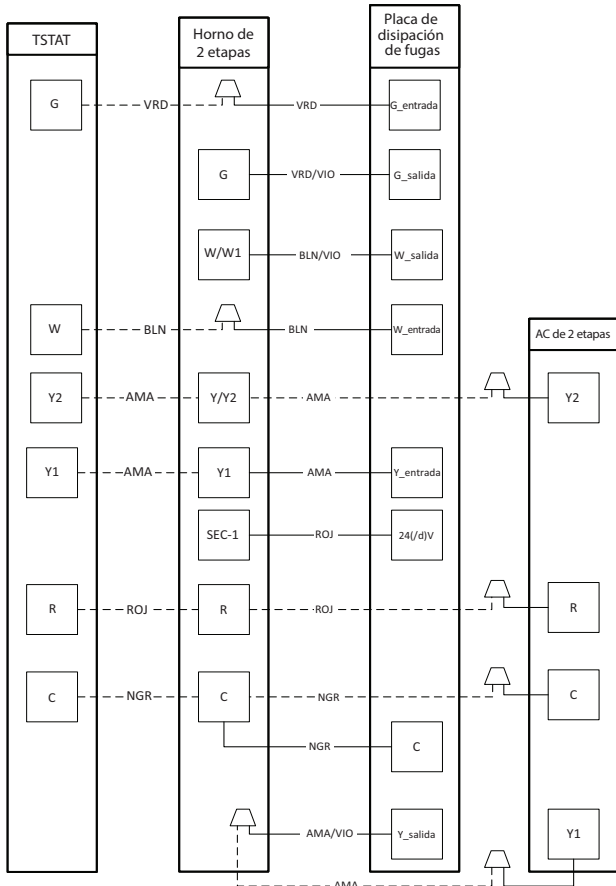 TSTAT
Horno de
2 etapas
Placa de
disipación
de fugas
G
VRD
VRD
G_entrada
G
VRD/VIO
G_salida
W/W1
BLN/VIO
W_salida
W
BLN
BLN
W_entrada
AC de 2 etapas
Y2
AMA
Y/Y2
AMA
Y2
Y1
AMA
Y1
AMA
Y_entrada
SEC-1
ROJ
24(/d)V
R
ROJ
R
ROJ
R
C
NGR
C
NGR
C
NGR
C
AMA/VIO
Y_salida
Y1
AMA